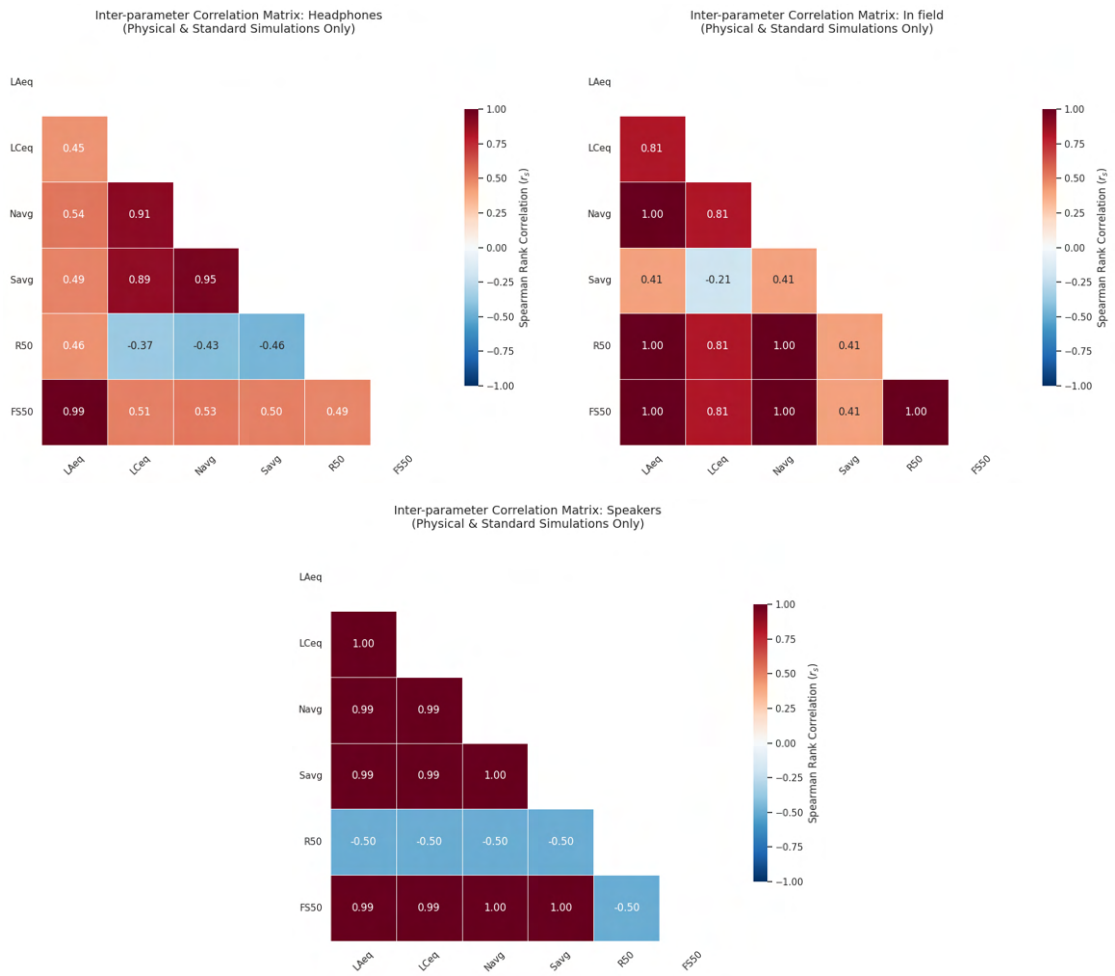 Inter-parameter Correlation Matrix: Headphones
(Physical & Standard Simulations Only)
LAeq
LCeq
Navg
Savg
R50
FS50
0.45
0.54 0.91
0.49 0.89 0.95
0.46 -0.37 -0.43 -0.46
0.99 0.51 0.53 0.50 0.49
LAeq LCeq Navg Savg R50 FS50
1.00
0.75
0.50
0.25
0.00
−0.25
−0.50
−0.75
−1.00
Spearman Rank Correlation (rs)
Inter-parameter Correlation Matrix: In field
(Physical & Standard Simulations Only)
LAeq
LCeq
Navg
Savg
R50
FS50
0.81
1.00 0.81
0.41 -0.21 0.41
1.00 0.81 1.00 0.41
1.00 0.81 1.00 0.41 1.00
LAeq LCeq Navg Savg R50 FS50
1.00
0.75
0.50
0.25
0.00
−0.25
−0.50
−0.75
−1.00
Spearman Rank Correlation (rs)
Inter-parameter Correlation Matrix: Speakers
(Physical & Standard Simulations Only)
LAeq
LCeq
Navg
Savg
R50
FS50
1.00
0.99 0.99
0.99 0.99 1.00
-0.50 -0.50 -0.50 -0.50
0.99 0.99 1.00 1.00 -0.50
LAeq LCeq Navg Savg R50 FS50
1.00
0.75
0.50
0.25
0.00
−0.25
−0.50
−0.75
−1.00
Spearman Rank Correlation (rs)